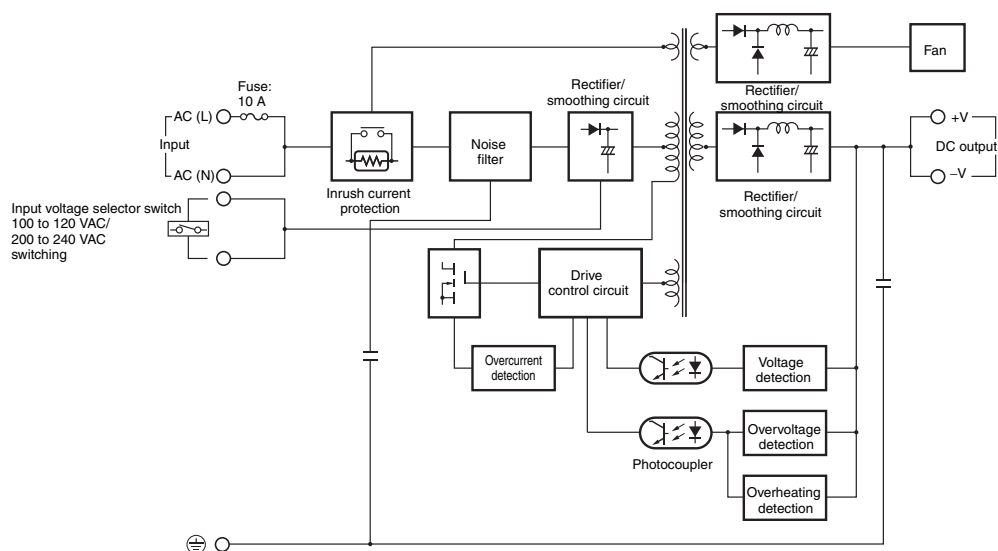 Fuse:
10 A
AC (L)
Input
AC (N)
Input voltage selector switch
100 to 120 VAC/
200 to 240 VAC
switching
Inrush current
protection
Noise
filter
Rectifier/
smoothing circuit
Rectifier/
smoothing circuit
Fan
+V
DC output
–V
Rectifier/
smoothing circuit
Drive
control circuit
Overcurrent
detection
Voltage
detection
Overvoltage
detection
Photocoupler
Overheating
detection